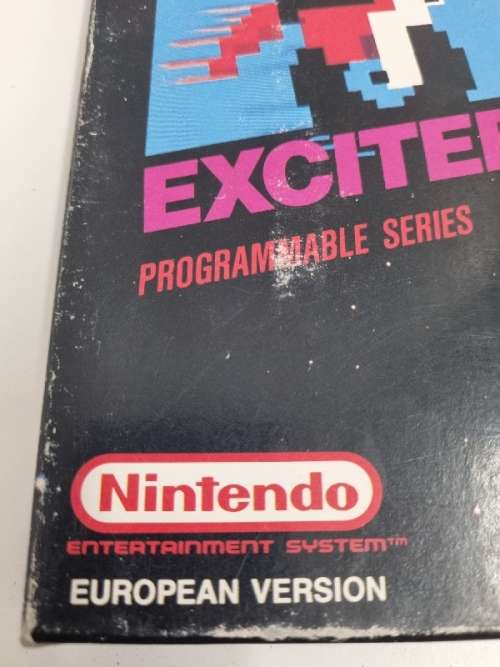 EXCITE
PROGRAMMABLE SERIES
Nintendo
ENTERTAINMENT SYSTEM™
EUROPEAN VERSION